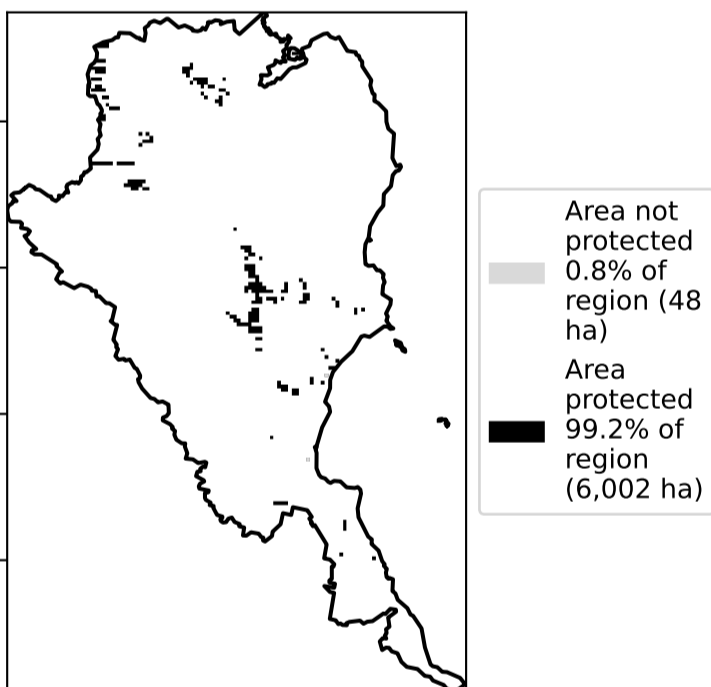 Area not
protected
0.8% of
region (48
ha)
Area
protected
99.2% of
region
(6,002 ha)